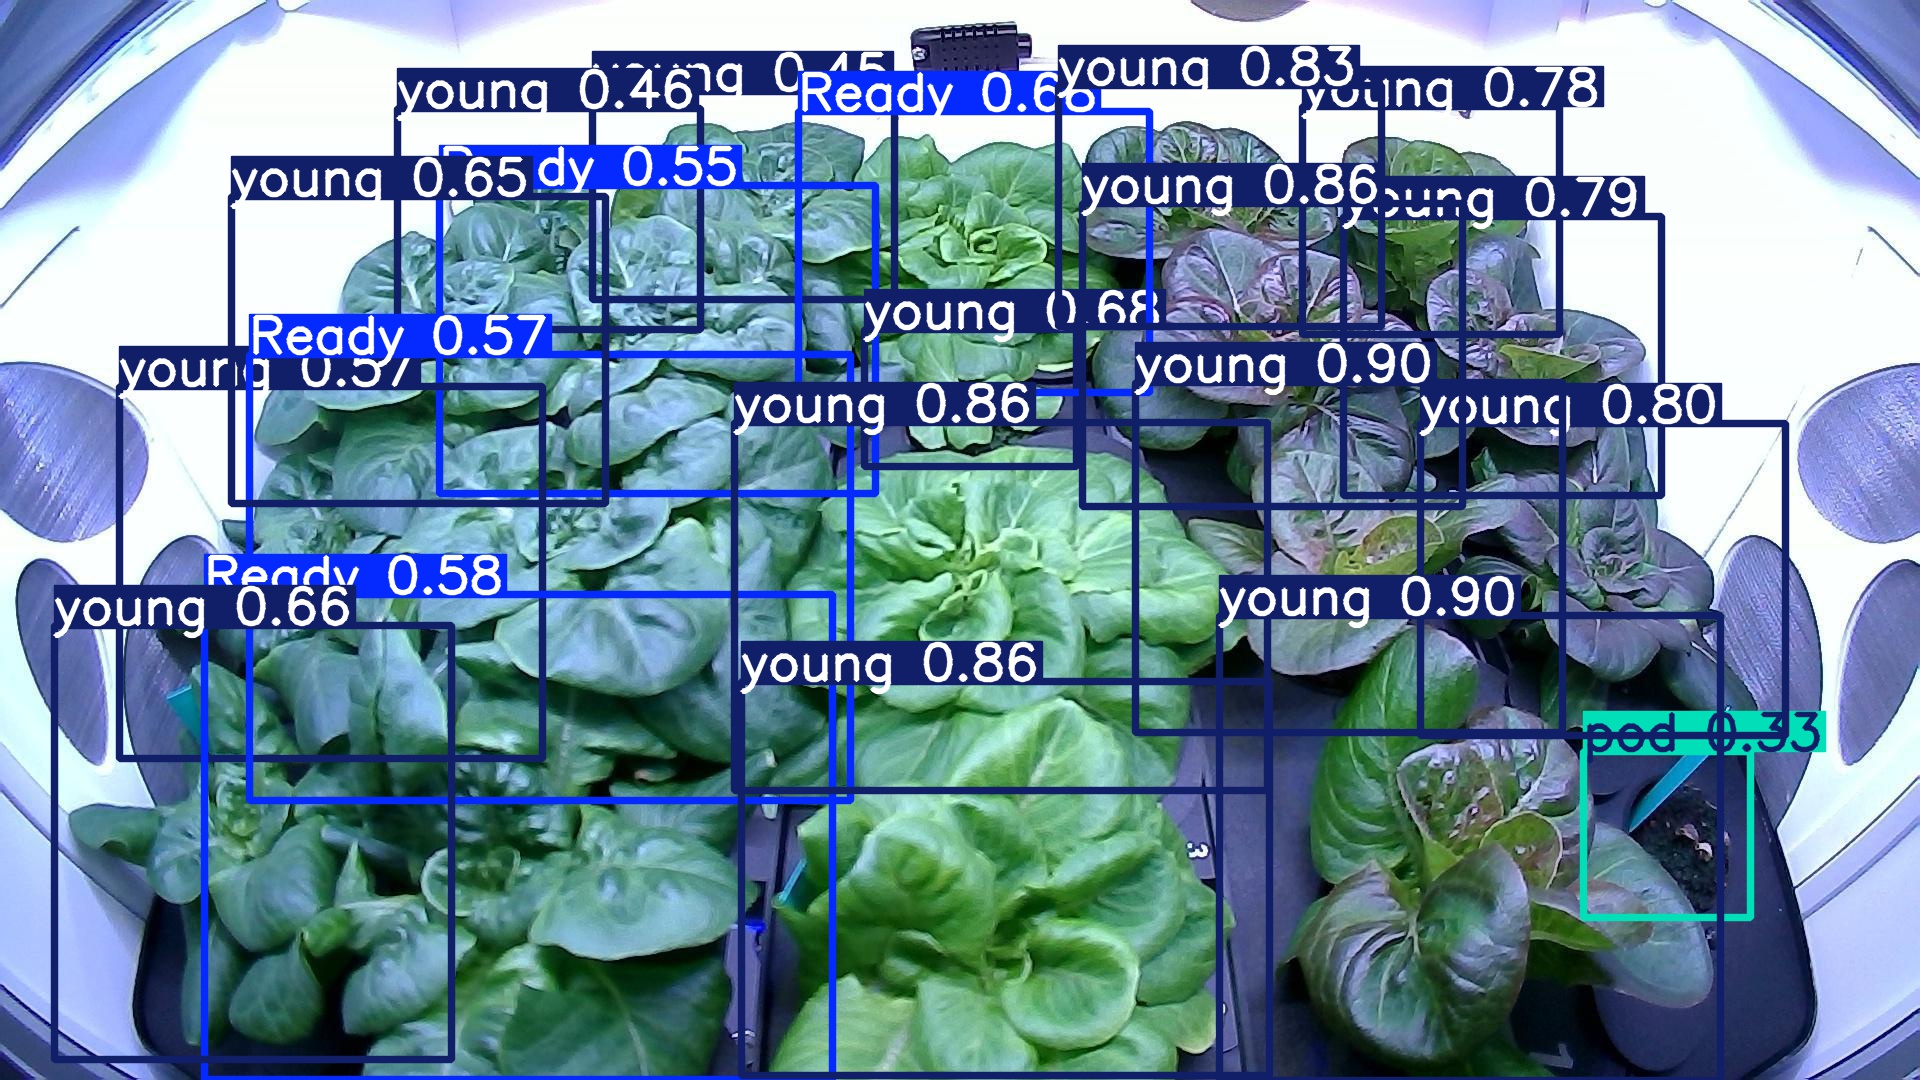 young 0.83
young 0.45
young 0.46
Ready 0.66
young 0.78
Ready 0.55
young 0.65
young 0.86
young 0.79
young 0.68
Ready 0.57
young 0.57
young 0.90
young 0.86
young 0.80
Ready 0.58
young 0.66
young 0.90
young 0.86
pod 0.33